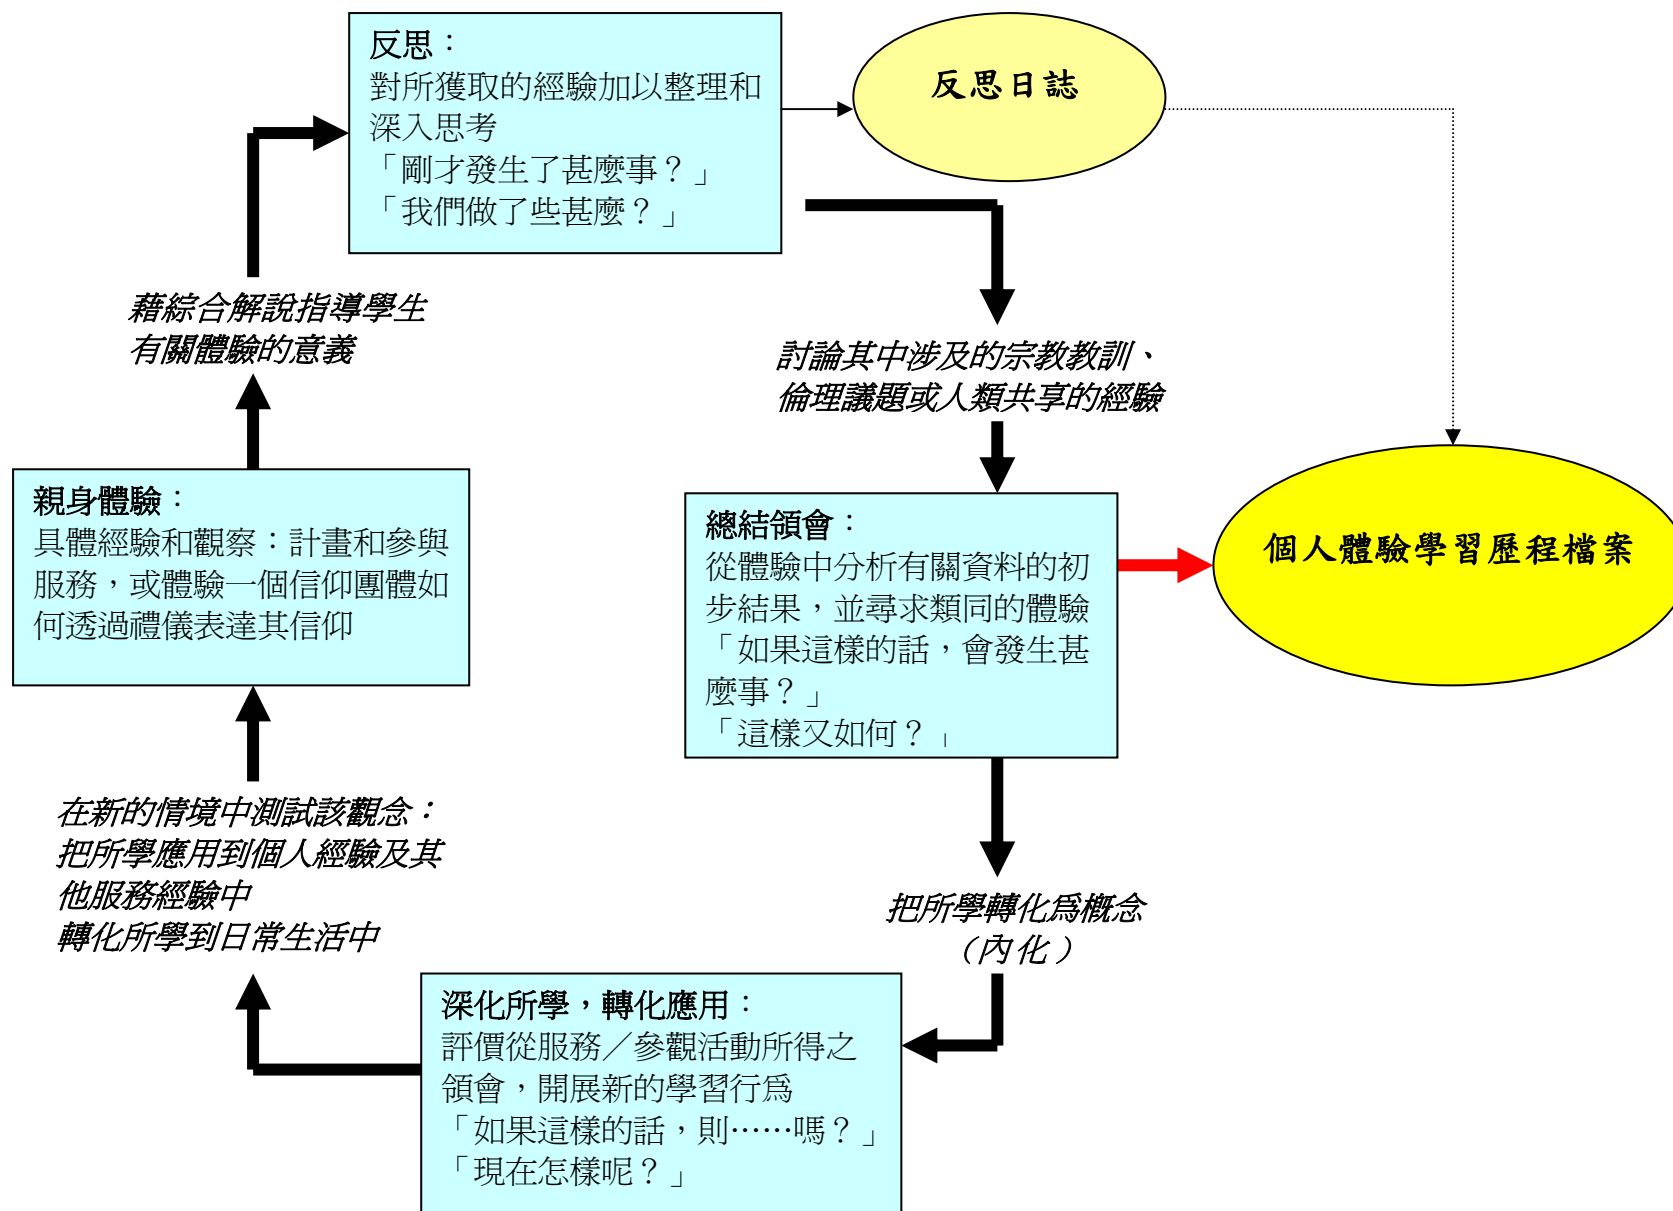 反思：
對所獲取的經驗加以整理和
深入思考
「剛才發生了甚麼事？」
「我們做了些甚麼？」
反思日誌
藉綜合解說指導學生
有關體驗的意義
討論其中涉及的宗教教訓、
倫理議題或人類共享的經驗
親身體驗：
具體經驗和觀察：計畫和參與
服務，或體驗一個信仰團體如
何透過禮儀表達其信仰
總結領會：
從體驗中分析有關資料的初
步結果，並尋求類同的體驗
「如果這樣的話，會發生甚
麼事？」
「這樣又如何？」
個人體驗學習歷程檔案
在新的情境中測試該觀念：
把所學應用到個人經驗及其
他服務經驗中
轉化所學到日常生活中
把所學轉化爲概念
（內化）
深化所學，轉化應用：
評價從服務／參觀活動所得之
領會，開展新的學習行爲
「如果這樣的話，則……嗎？」
「現在怎樣呢？」